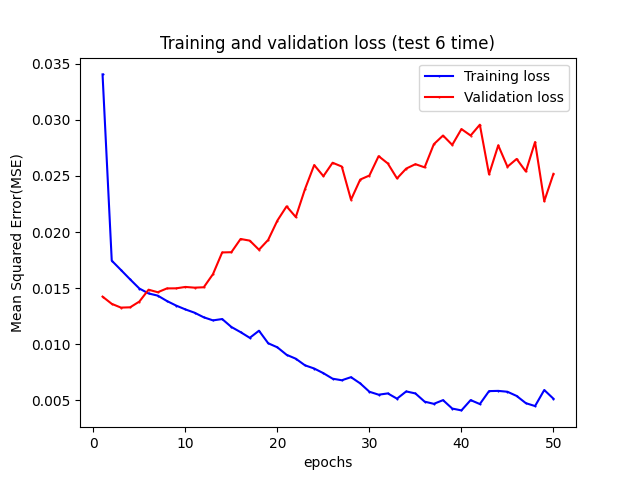 Training and validation loss (test 6 time)
Training loss
Validation loss
Mean Squared Error(MSE)
0.035
0.030
0.025
0.020
0.015
0.010
0.005
0 10 20 30 40 50
epochs